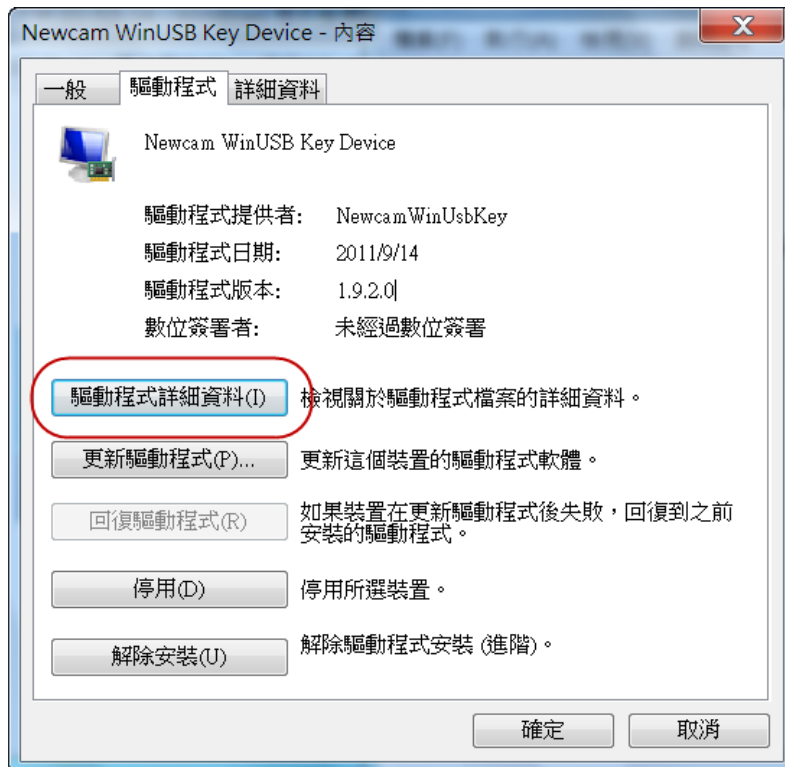 Newcam WinUSB Key Device - 內容
一般
驅動程式
詳細資料
Newcam WinUSB Key Device
驅動程式提供者: NewcamWinUsbKey
驅動程式日期: 2011/9/14
驅動程式版本: 1.9.2.0
數位簽署者: 未經過數位簽署
驅動程式詳細資料(I) 檢視關於驅動程式檔案的詳細資料。
更新驅動程式(P)... 更新這個裝置的驅動程式軟體。
回復驅動程式(R) 如果裝置在更新驅動程式後失敗，回復到之前
安裝的驅動程式。
停用(D) 停用所選裝置。
解除安裝(U) 解除驅動程式安裝 (進階)。
確定 取消